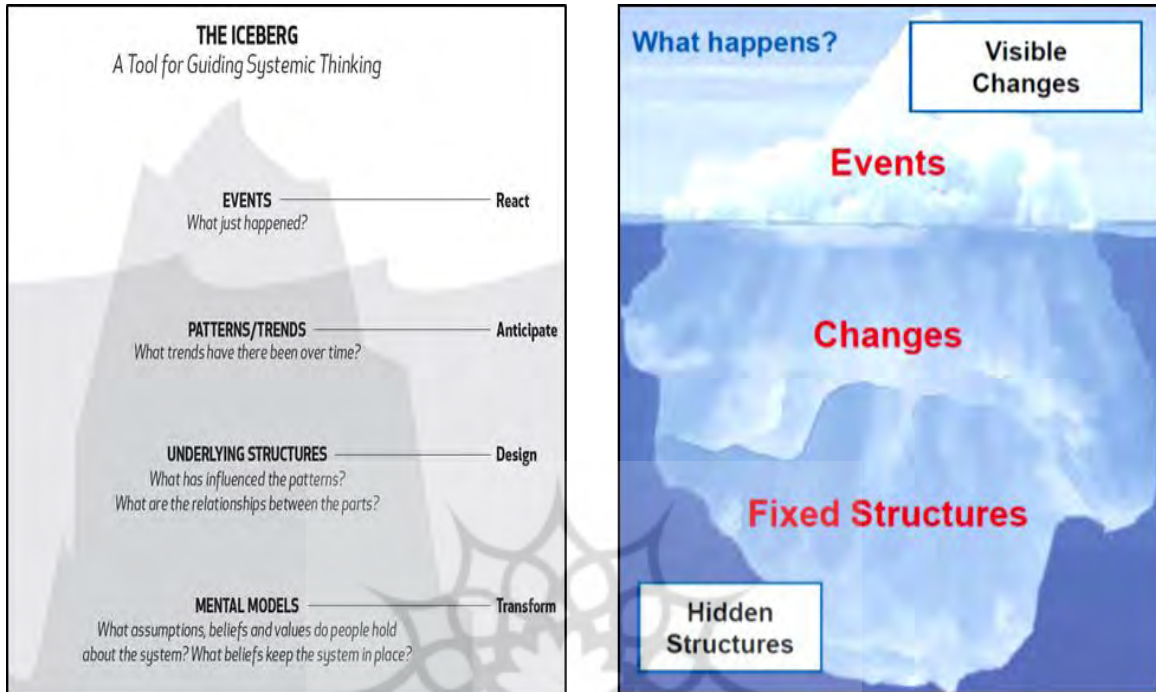 THE ICEBERG
A Tool for Guiding Systemic Thinking
EVENTS
What just happened?
React
PATTERNS/TRENDS
What trends have there been over time?
Anticipate
UNDERLYING STRUCTURES
What has influenced the patterns?
What are the relationships between the parts?
Design
MENTAL MODELS
What assumptions, beliefs and values do people hold
about the system? What beliefs keep the system in place?
Transform
What happens?
Visible
Changes
Events
Changes
Fixed Structures
Hidden
Structures